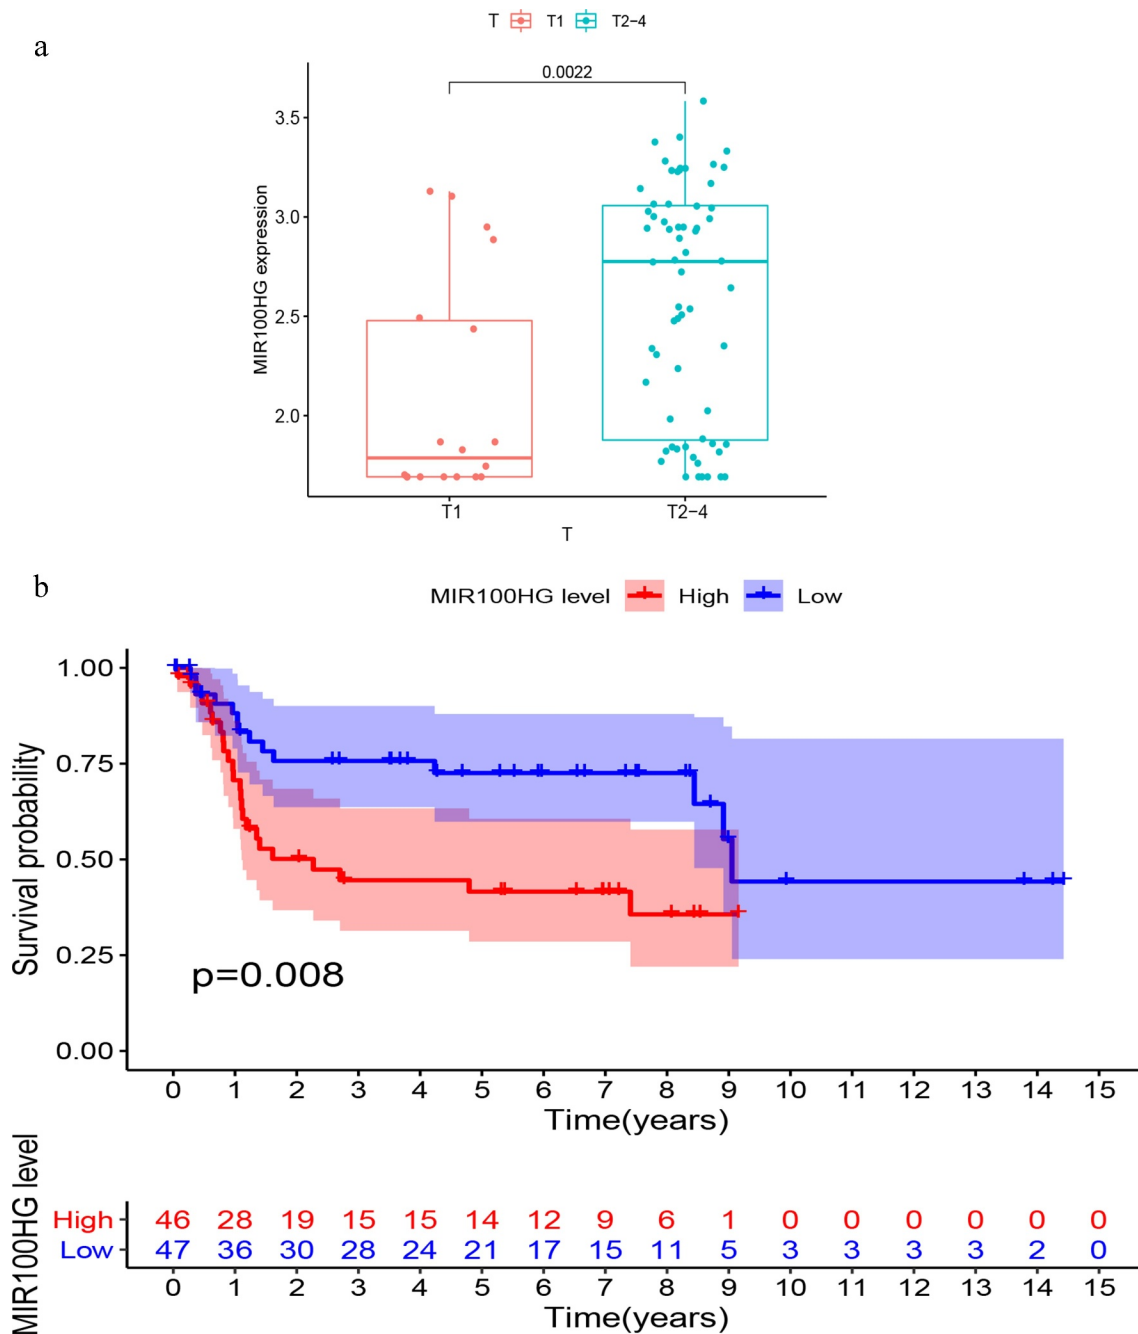 a
T T1 T2-4
0.0022
3.5
3.0
2.5
2.0
MIR100HG expression
T1 T2-4
T
b
MIR100HG level High Low
1.00
0.75
0.50
0.25
0.00
Survival probability
p=0.008
0 1 2 3 4 5 6 7 8 9 10 11 12 13 14 15
Time(years)
MIR100HG level
High 46 28 19 15 15 14 12 9 6 1 0 0 0 0 0 0
Low 47 36 30 28 24 21 17 15 11 5 3 3 3 3 2 0
0 1 2 3 4 5 6 7 8 9 10 11 12 13 14 15
Time(years)